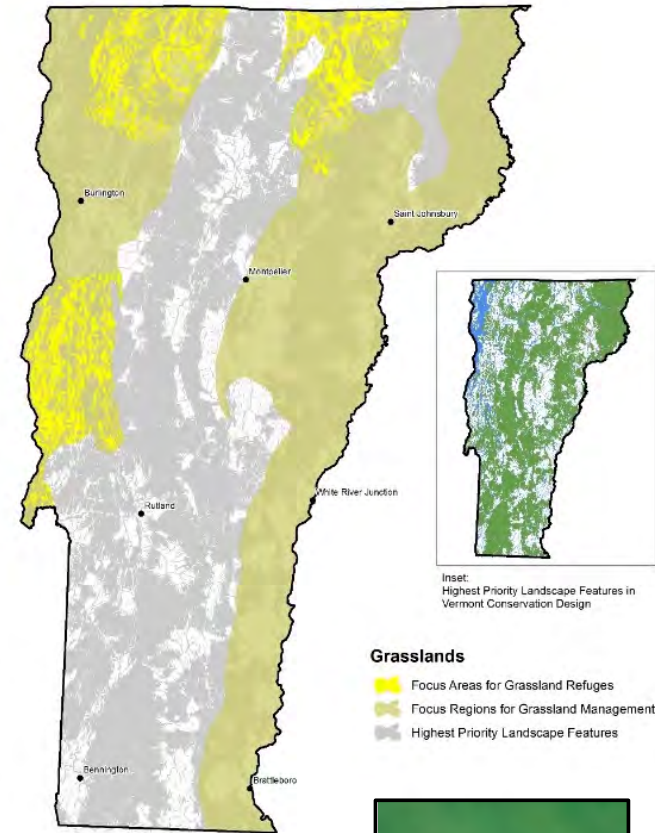 Burlington
Saint Johnsbury
Montpelier
White River Junction
Rutland
Bennington
Brattleboro
Inset:
Highest Priority Landscape Features in
Vermont Conservation Design
Grasslands
Focus Areas for Grassland Refuges
Focus Regions for Grassland Management
Highest Priority Landscape Features